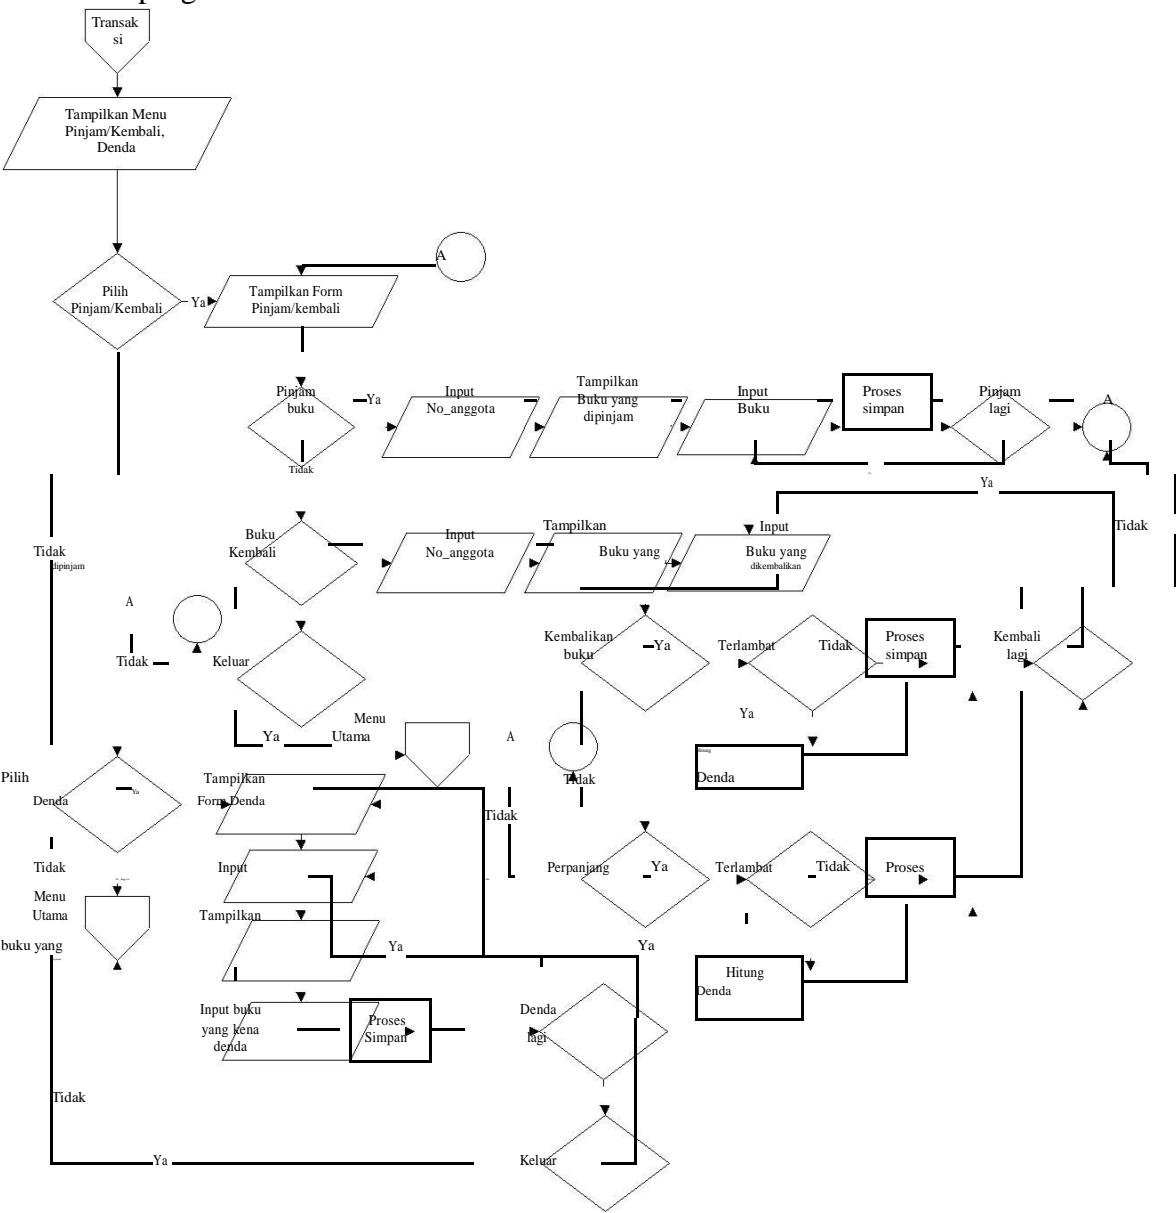 Transak
si
Tampilkan Menu
Pinjam/Kembali,
Denda
A
Pilih
Pinjam/Kembali
Ya
Tampilkan Form
Pinjam/kembali
Pinjam
buku
Ya
Tidak
Input
No_anggota
Tampilkan
Buku yang
dipinjam
Input
Buku
Proses
simpan
Pinjam
lagi
A
Ya
Tidak
Tidak
dipinjam
Buku
Kembali
Input
No_anggota
Tampilkan
Buku yang
Input
Buku yang
dikembalikan
A
Tidak
Keluar
Kembalikan
buku
Ya
Terlambat
Tidak
Proses
simpan
Kembali
lagi
Ya
Ya
Menu
Utama
A
Tidak
Hitung
Denda
Pilih
Denda
Ya
Tampilkan
Form Denda
Tidak
Tidak
Input
Perpanjang
Ya
Terlambat
Tidak
Proses
Menu
Utama
Tampilkan
buku yang
Ya
Ya
Hitung
Denda
Input buku
yang kena
denda
Proses
Simpan
Denda
lagi
Tidak
Ya
Keluar